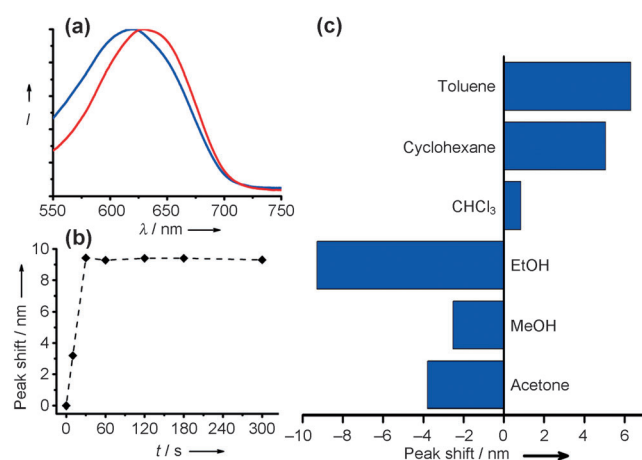 (a)
I
550 600 650 700 750
λ / nm
(b)
Peak shift / nm
10
8
6
4
2
0
0 60 120 180 240 300
t / s
(c)
Toluene
Cyclohexane
CHCl₃
EtOH
MeOH
Acetone
−10 −8 −6 −4 −2 0 2 4 6
Peak shift / nm